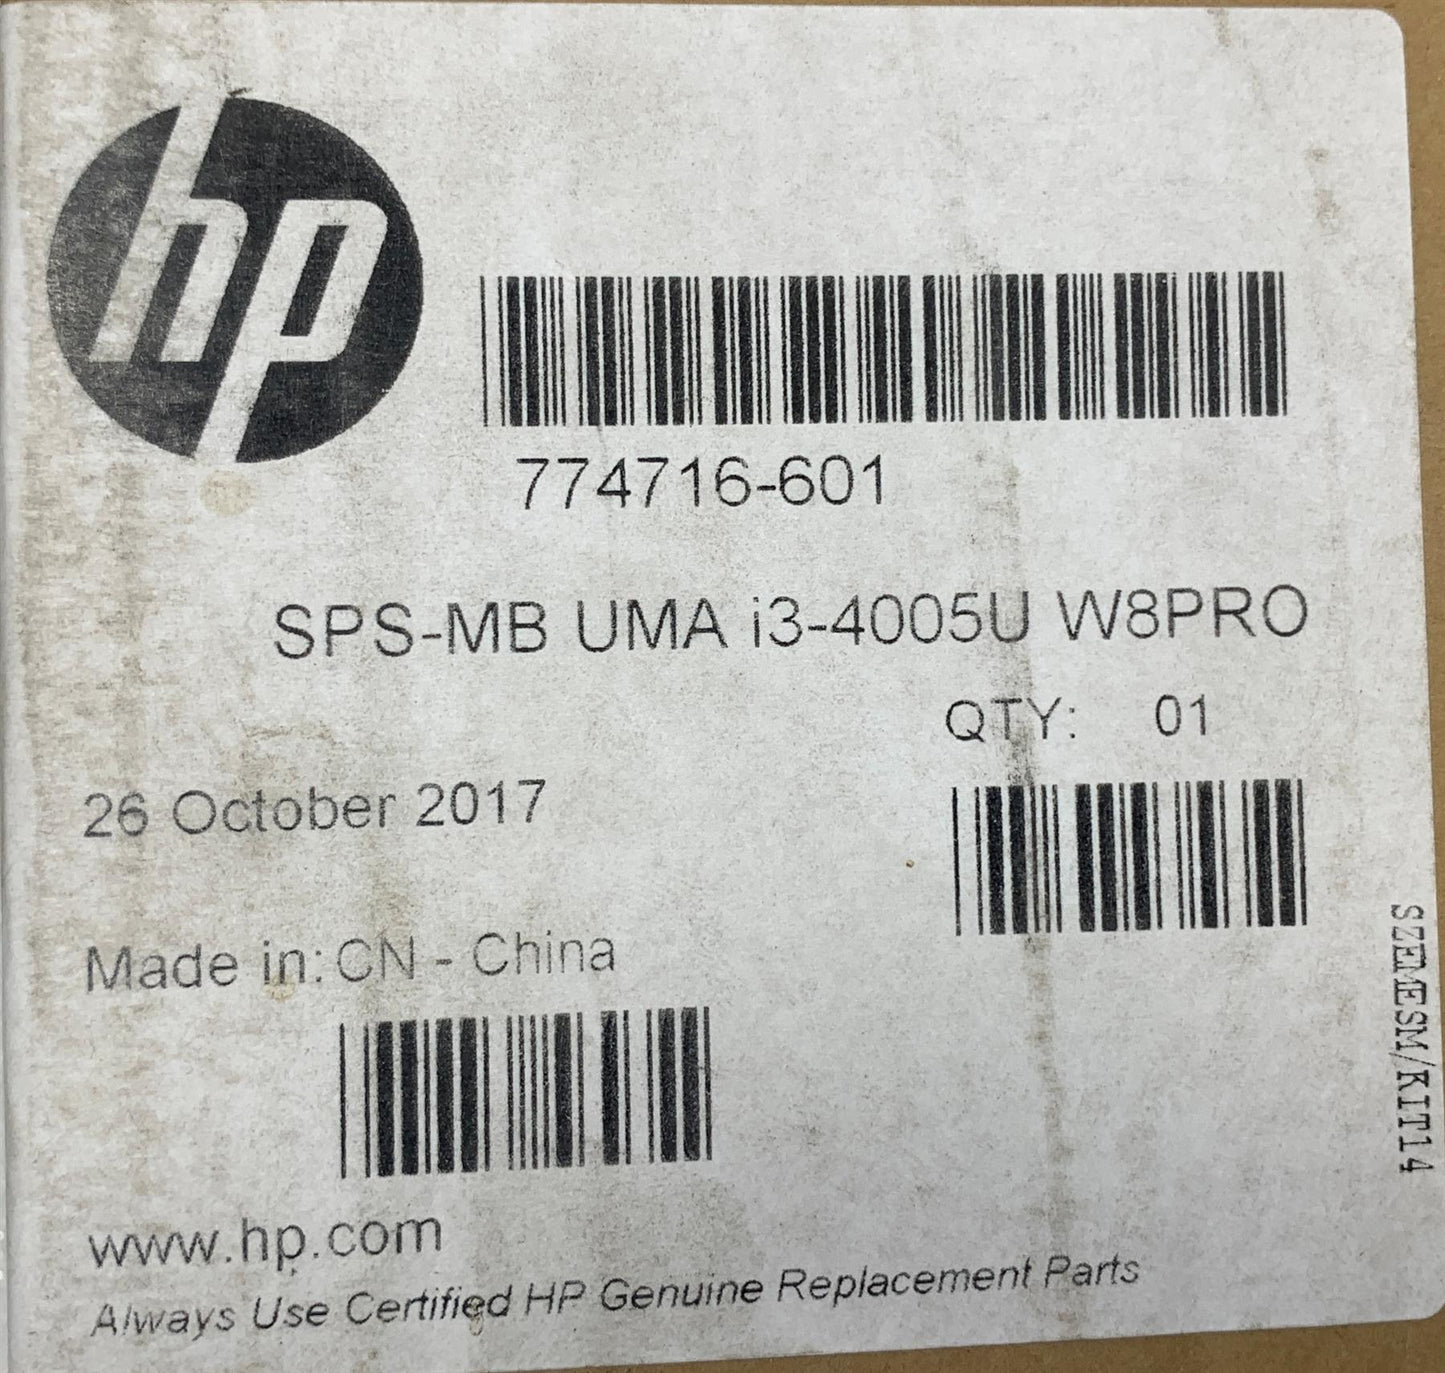 hp
774716-601
SPS-MB UMA i3-4005U W8PRO
QTY: 01
26 October 2017
Made in: CN - China
www.hp.com
Always Use Certified HP Genuine Replacement Parts
SZEMESM/KIT14